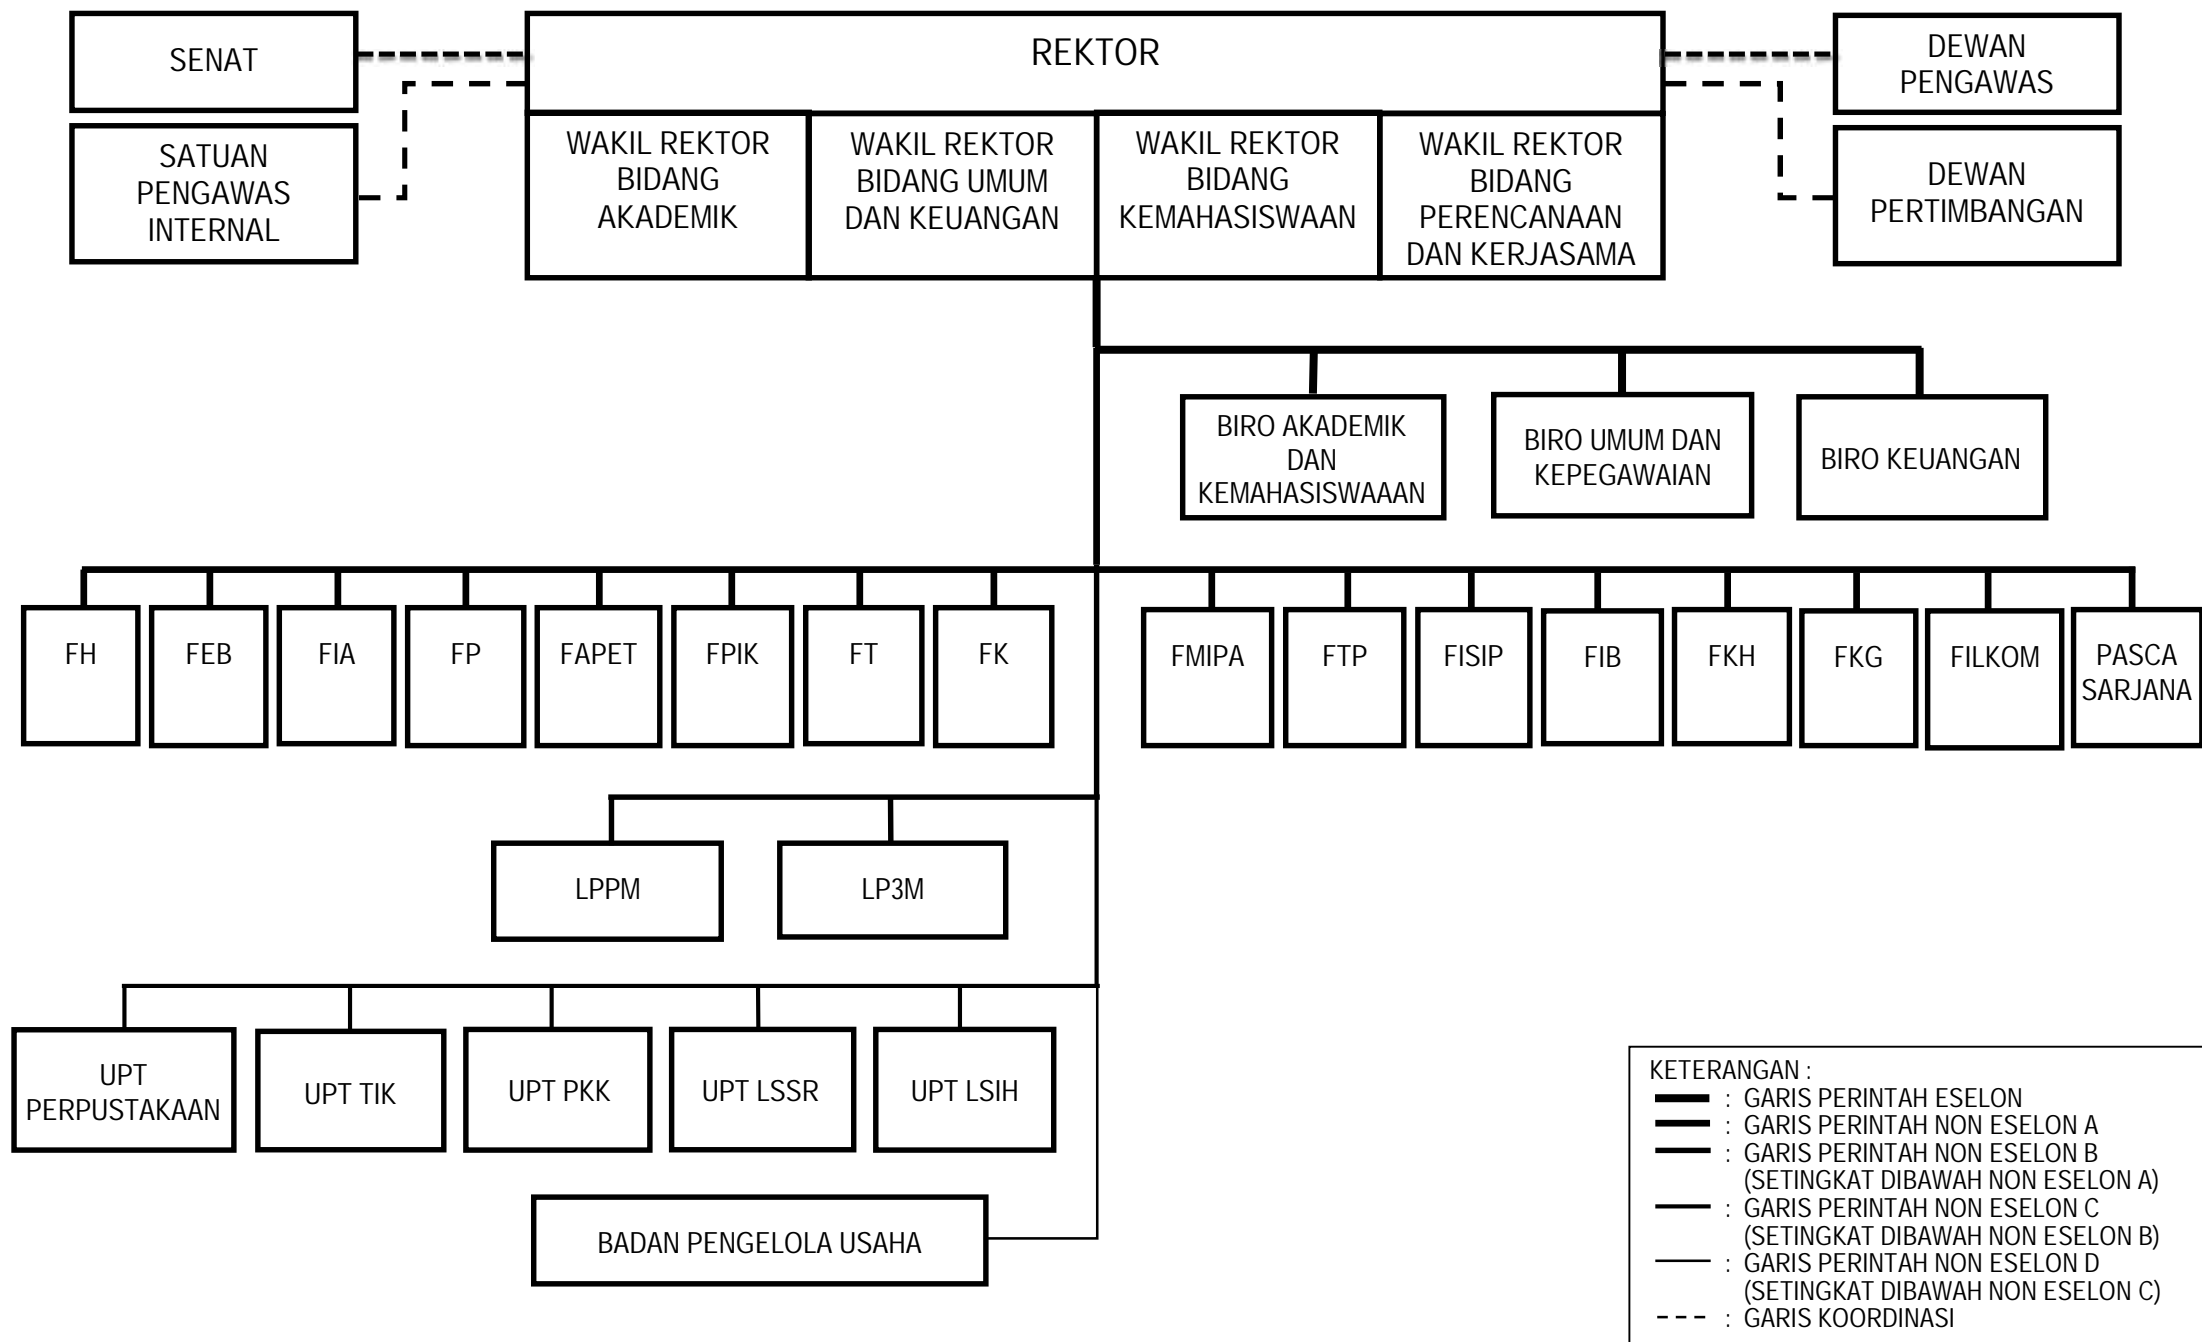 SENAT
REKTOR
DEWAN
PENGAWAS
SATUAN
PENGAWAS
INTERNAL
WAKIL REKTOR
BIDANG
AKADEMIK
WAKIL REKTOR
BIDANG UMUM
DAN KEUANGAN
WAKIL REKTOR
BIDANG
KEMAHASISWAAN
WAKIL REKTOR
BIDANG
PERENCANAAN
DAN KERJASAMA
DEWAN
PERTIMBANGAN
BIRO AKADEMIK
DAN
KEMAHASISWAAAN
BIRO UMUM DAN
KEPEGAWAIAN
BIRO KEUANGAN
FH
FEB
FIA
FP
FAPET
FPIK
FT
FK
FMIPA
FTP
FISIP
FIB
FKH
FKG
FILKOM
PASCA
SARJANA
LPPM
LP3M
UPT
PERPUSTAKAAN
UPT TIK
UPT PKK
UPT LSSR
UPT LSIH
BADAN PENGELOLA USAHA
KETERANGAN :
: GARIS PERINTAH ESELON
: GARIS PERINTAH NON ESELON A
: GARIS PERINTAH NON ESELON B
(SETINGKAT DIBAWAH NON ESELON A)
: GARIS PERINTAH NON ESELON C
(SETINGKAT DIBAWAH NON ESELON B)
: GARIS PERINTAH NON ESELON D
(SETINGKAT DIBAWAH NON ESELON C)
: GARIS KOORDINASI